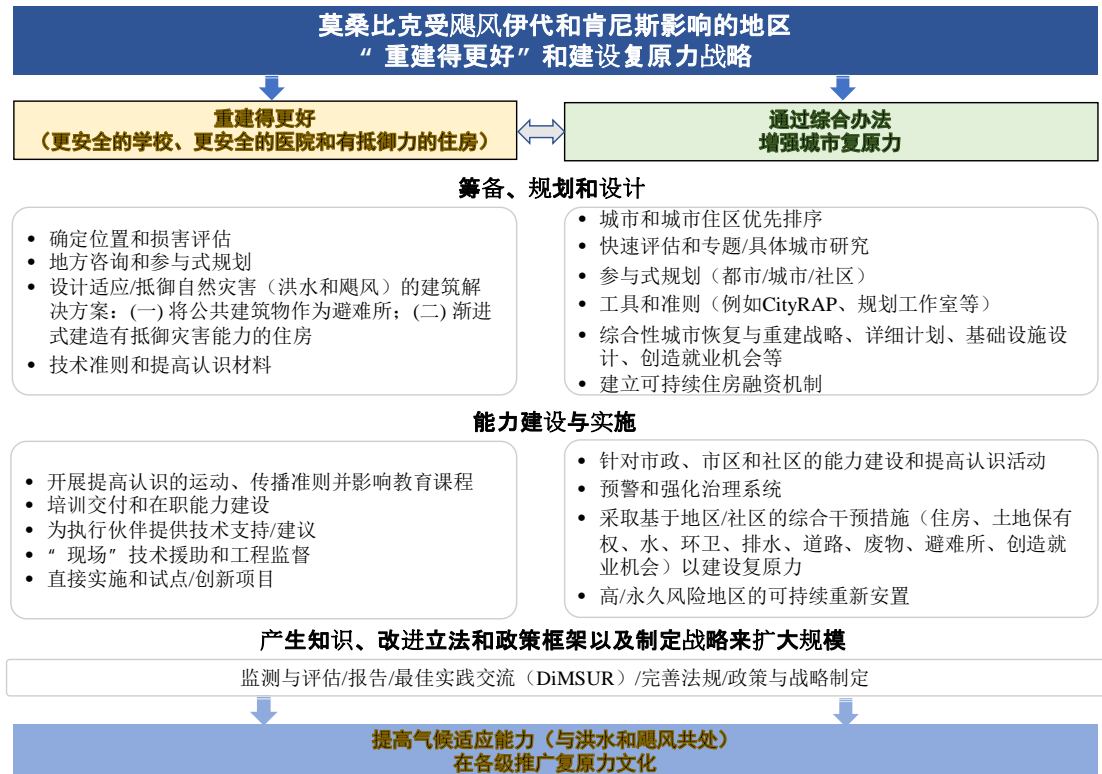 莫桑比克受飓风伊代和肯尼斯影响的地区
“重建得更好”和建设复原力战略
重建得更好
（更安全的学校、更安全的医院和有抵御力的住房）
通过综合办法
增强城市复原力
筹备、规划和设计
• 确定位置和损害评估
• 地方咨询和参与式规划
• 设计适应/抵御自然灾害（洪水和飓风）的建筑解
决方案：(一) 将公共建筑物作为避难所；(二) 渐进
式建造有抵御灾害能力的住房
• 技术准则和提高认识材料
• 城市和城市住区优先排序
• 快速评估和专题/具体城市研究
• 参与式规划（都市/城市/社区）
• 工具和准则（例如CityRAP、规划工作室等）
• 综合性城市恢复与重建战略、详细计划、基础设施设
计、创造就业机会等
• 建立可持续住房融资机制
能力建设与实施
• 开展提高认识的运动、传播准则并影响教育课程
• 培训交付和在职能力建设
• 为执行伙伴提供技术支持/建议
• “现场”技术援助和工程监督
• 直接实施和试点/创新项目
• 针对市政、市区和社区的能力建设和提高认识活动
• 预警和强化治理系统
• 采取基于地区/社区的综合干预措施（住房、土地保有
权、水、环卫、排水、道路、废物、避难所、创造就
业机会）以建设复原力
• 高/永久风险地区的可持续重新安置
产生知识、改进立法和政策框架以及制定战略来扩大规模
监测与评估/报告/最佳实践交流（DiMSUR）/完善法规/政策与战略制定
提高气候适应能力（与洪水和飓风共处）
在各级推广复原力文化